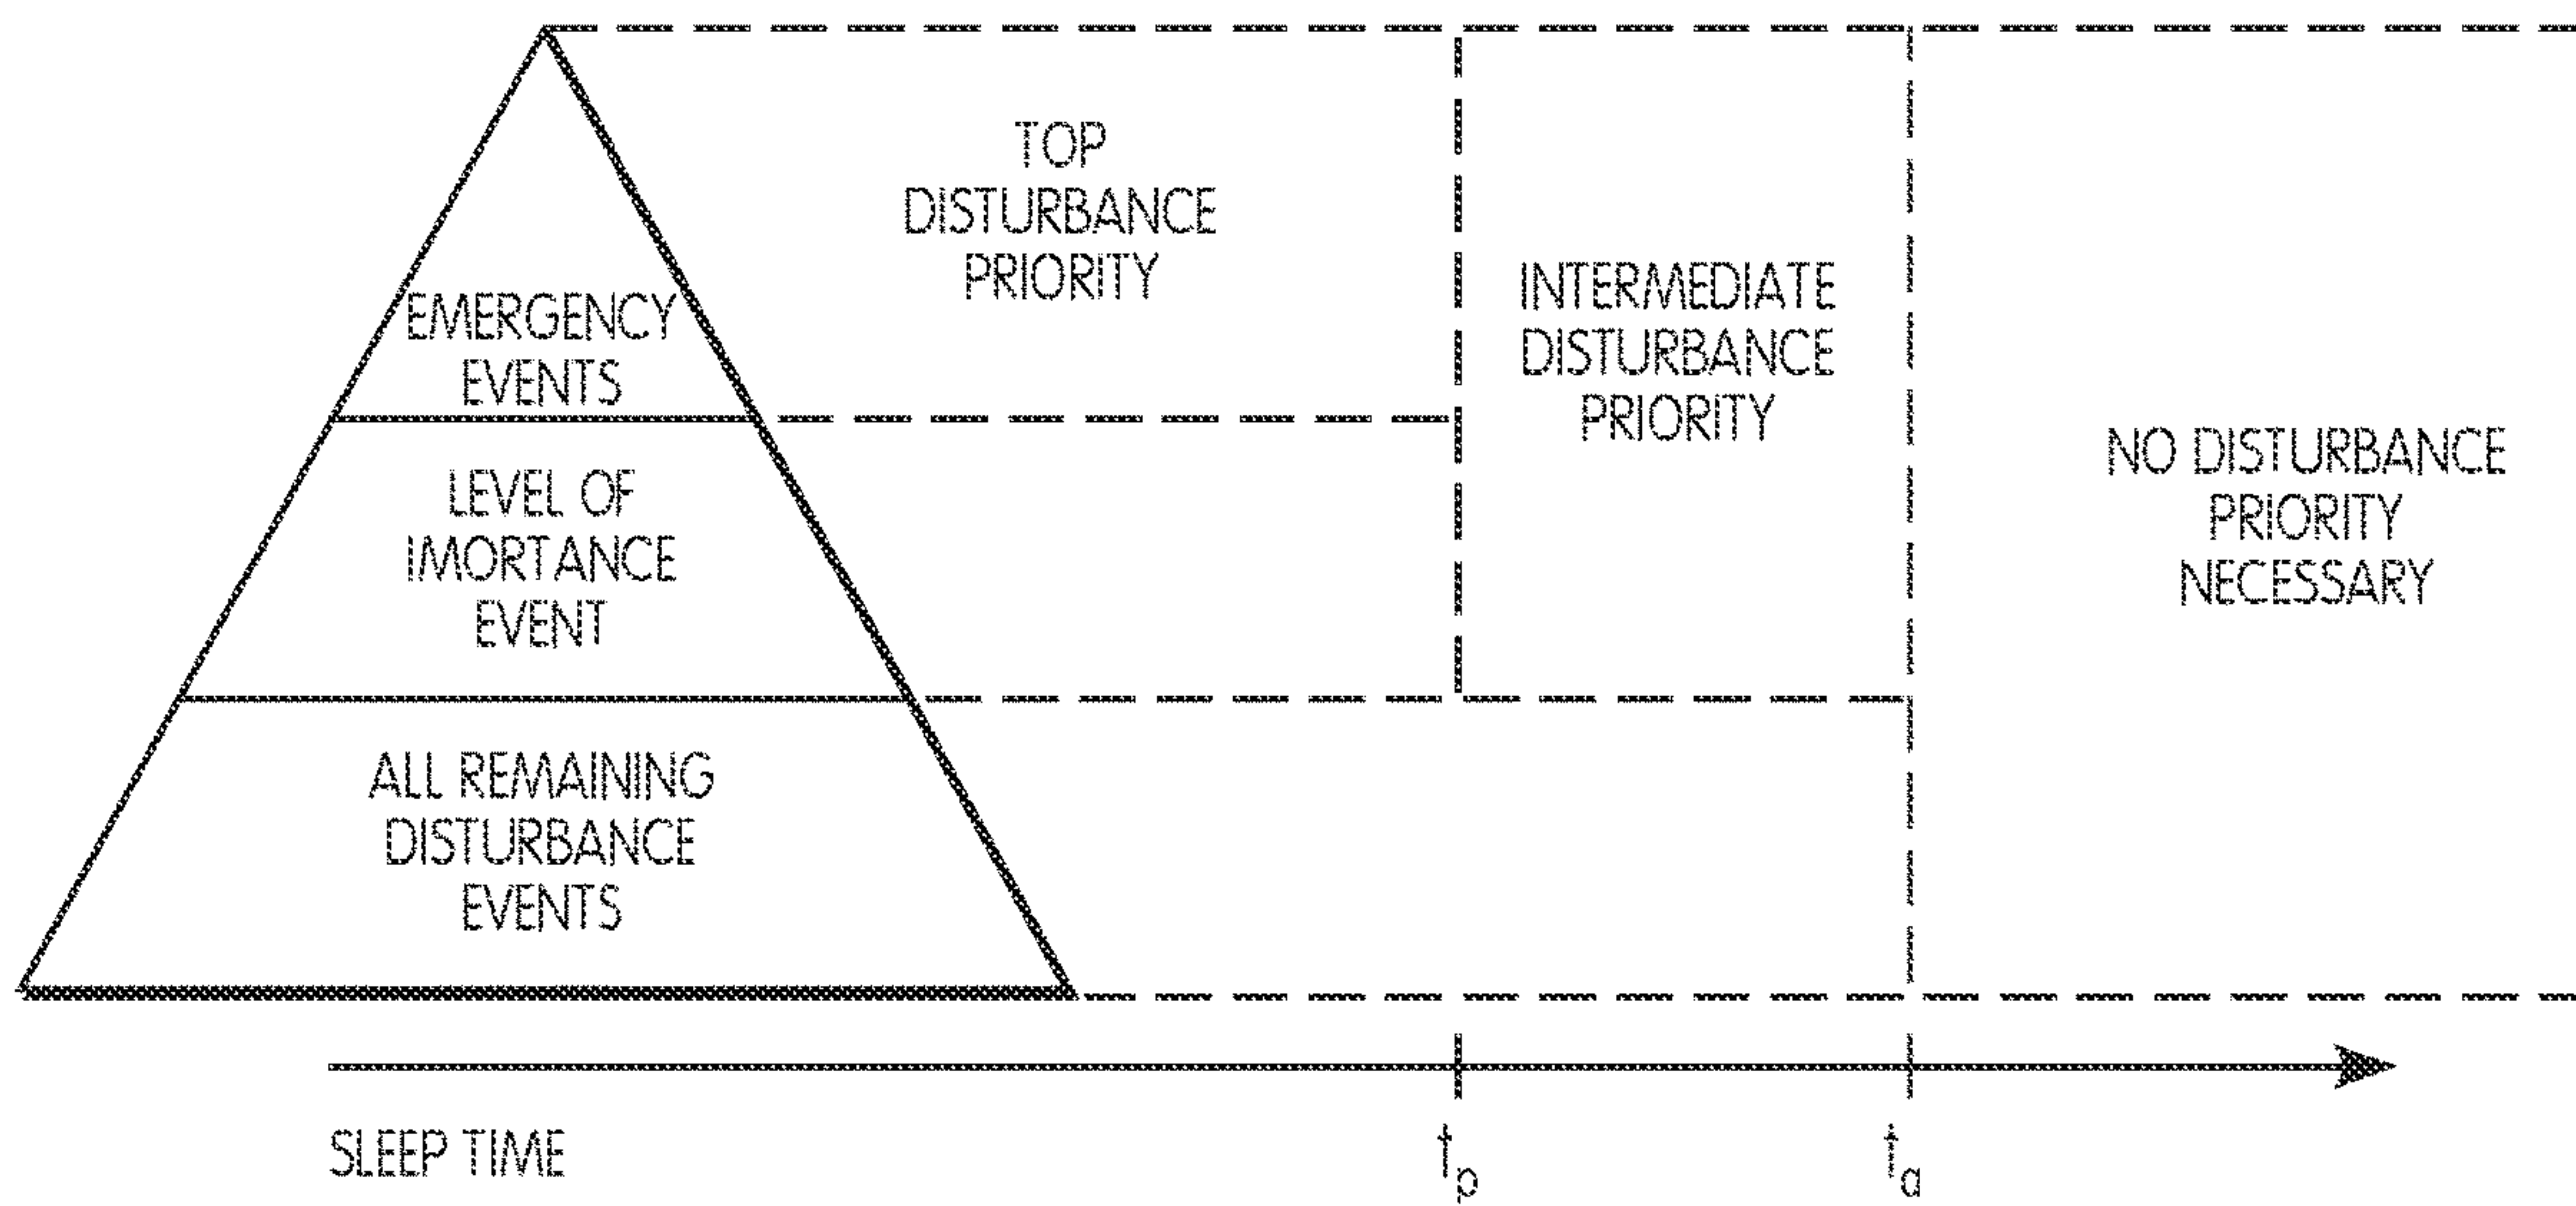 TOP
DISTURBANCE
PRIORITY
EMERGENCY
EVENTS
INTERMEDIATE
DISTURBANCE
PRIORITY
LEVEL OF
IMORTANCE
EVENT
NO DISTURBANCE
PRIORITY
NECESSARY
ALL REMAINING
DISTURBANCE
EVENTS
SLEEP TIME
tp
ta